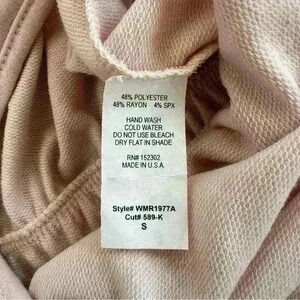 48% POLYESTER
48% RAYON 4% SPX
HAND WASH
COLD WATER
DO NOT USE BLEACH
DRY FLAT IN SHADE
RN# 152302
MADE IN U.S.A.
Style# WMR1977A
Cut# 589-K
S